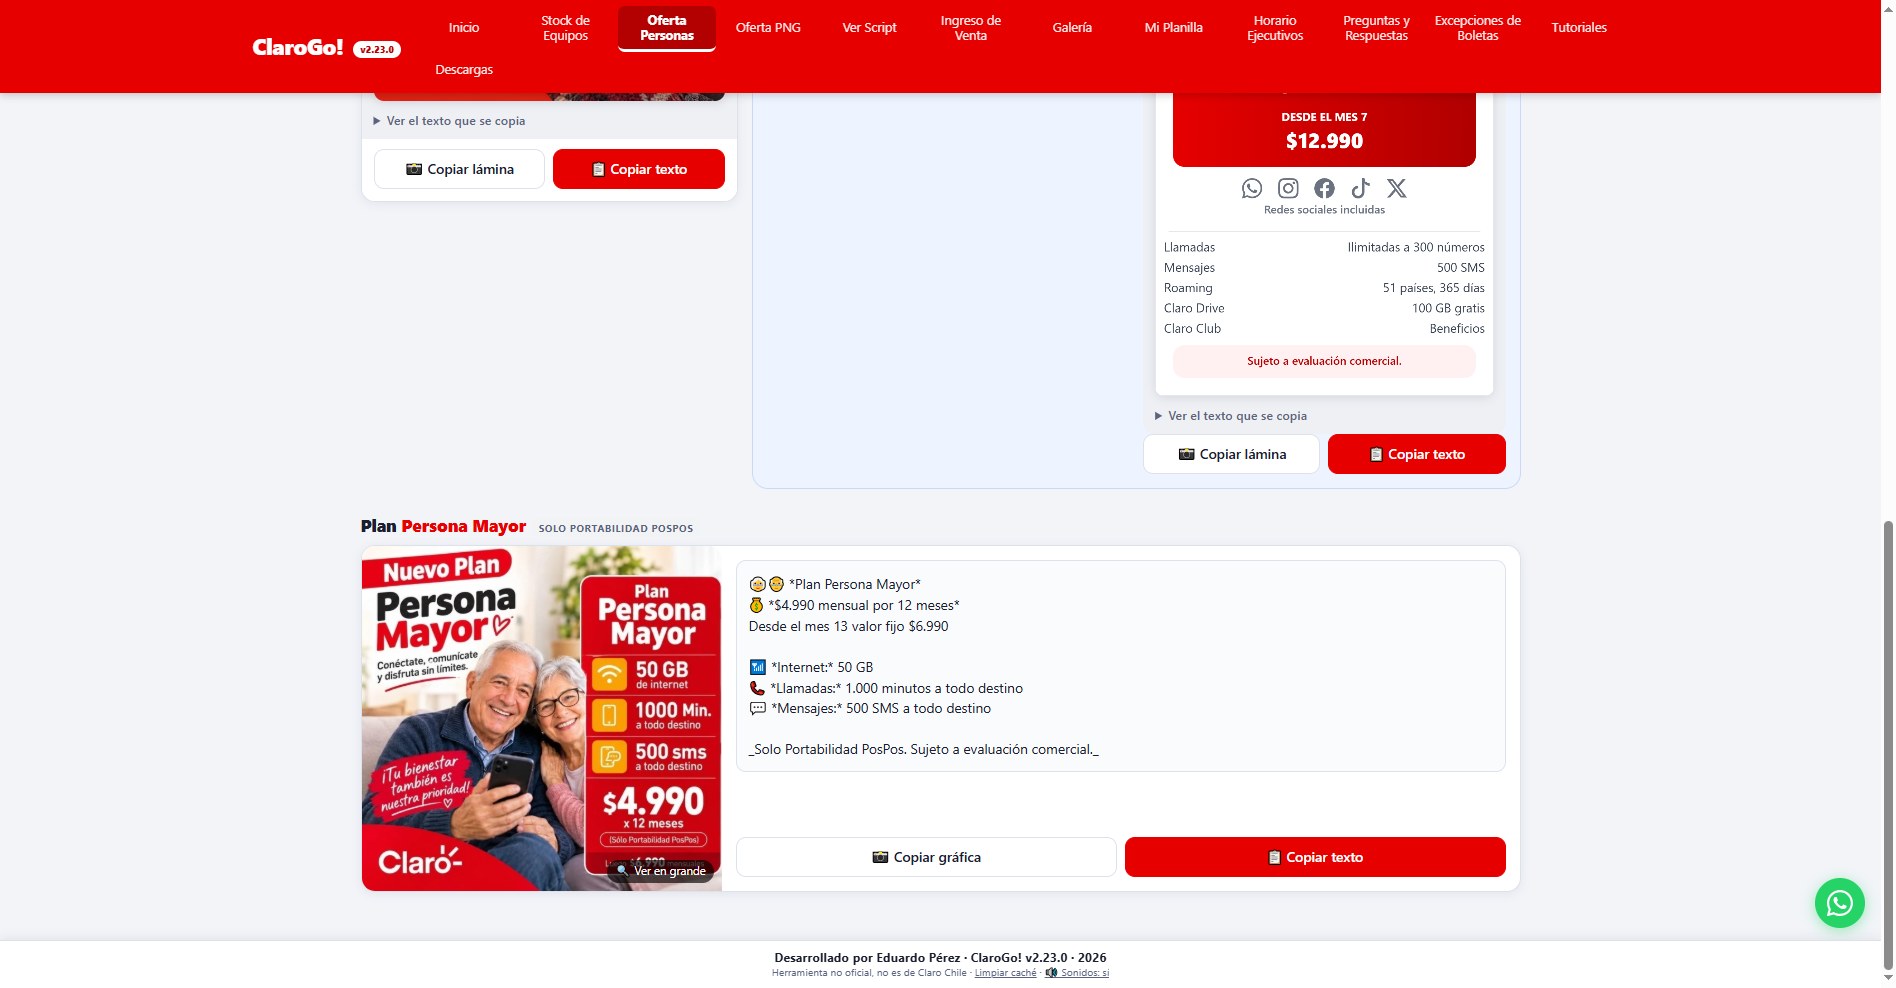 ClaroGo! v2.23.0
Inicio
Stock de Equipos
Oferta Personas
Oferta PNG
Ver Script
Ingreso de Venta
Galería
Mi Planilla
Horario Ejecutivos
Preguntas y Respuestas
Excepciones de Boletas
Tutoriales
Descargas
▶ Ver el texto que se copia
📷 Copiar lámina
📋 Copiar texto
DESDE EL MES 7
$12.990
Redes sociales incluidas
Llamadas Ilimitadas a 300 números
Mensajes 500 SMS
Roaming 51 países, 365 días
Claro Drive 100 GB gratis
Claro Club Beneficios
Sujeto a evaluación comercial.
▶ Ver el texto que se copia
📷 Copiar lámina
📋 Copiar texto
Plan Persona Mayor SOLO PORTABILIDAD POSPOS
Nuevo Plan
Persona
Mayor
Conéctate, comunícate
y disfruta sin límites.
¡Tu bienestar
también es
nuestra prioridad!
Claro
Plan
Persona
Mayor
50 GB
de internet
1000 Min.
a todo destino
500 sms
a todo destino
$4.990
x 12 meses
(Sólo Portabilidad PosPos)
$6.990
🔍 Ver en grande
👵👴 *Plan Persona Mayor*
💰 *$4.990 mensual por 12 meses*
Desde el mes 13 valor fijo $6.990
📶 *Internet:* 50 GB
📞 *Llamadas:* 1.000 minutos a todo destino
💬 *Mensajes:* 500 SMS a todo destino
_Solo Portabilidad PosPos. Sujeto a evaluación comercial._
📷 Copiar gráfica
📋 Copiar texto
Desarrollado por Eduardo Pérez · ClaroGo! v2.23.0 · 2026
Herramienta no oficial, no es de Claro Chile · Limpiar caché · 🔊 Sonidos: si